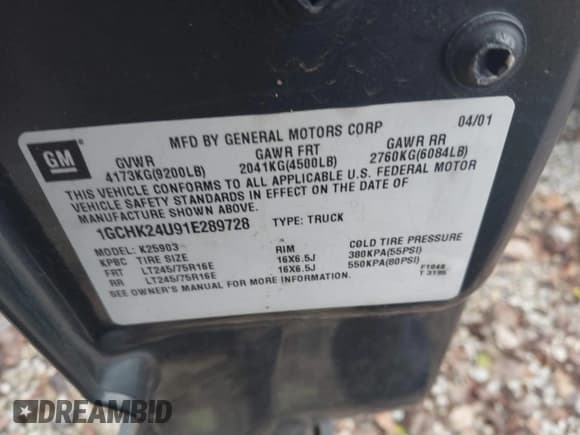 GM
MFD BY GENERAL MOTORS CORP 04/01
GVWR GAWR FRT GAWR RR
4173KG(9200LB) 2041KG(4500LB) 2760KG(6084LB)
THIS VEHICLE CONFORMS TO ALL APPLICABLE U.S. FEDERAL MOTOR
VEHICLE SAFETY STANDARDS IN EFFECT ON THE DATE OF
MANUFACTURE SHOWN ABOVE.
1GCHK24U91E289728 TYPE: TRUCK
MODEL: K25903
KPBC TIRE SIZE RIM COLD TIRE PRESSURE
FRT LT245/75R16E 16X6.5J 380KPA(55PSI)
RR LT245/75R16E 16X6.5J 550KPA(80PSI)
SEE OWNER'S MANUAL FOR MORE INFORMATION.
F1048
T 3195
DREAMBID